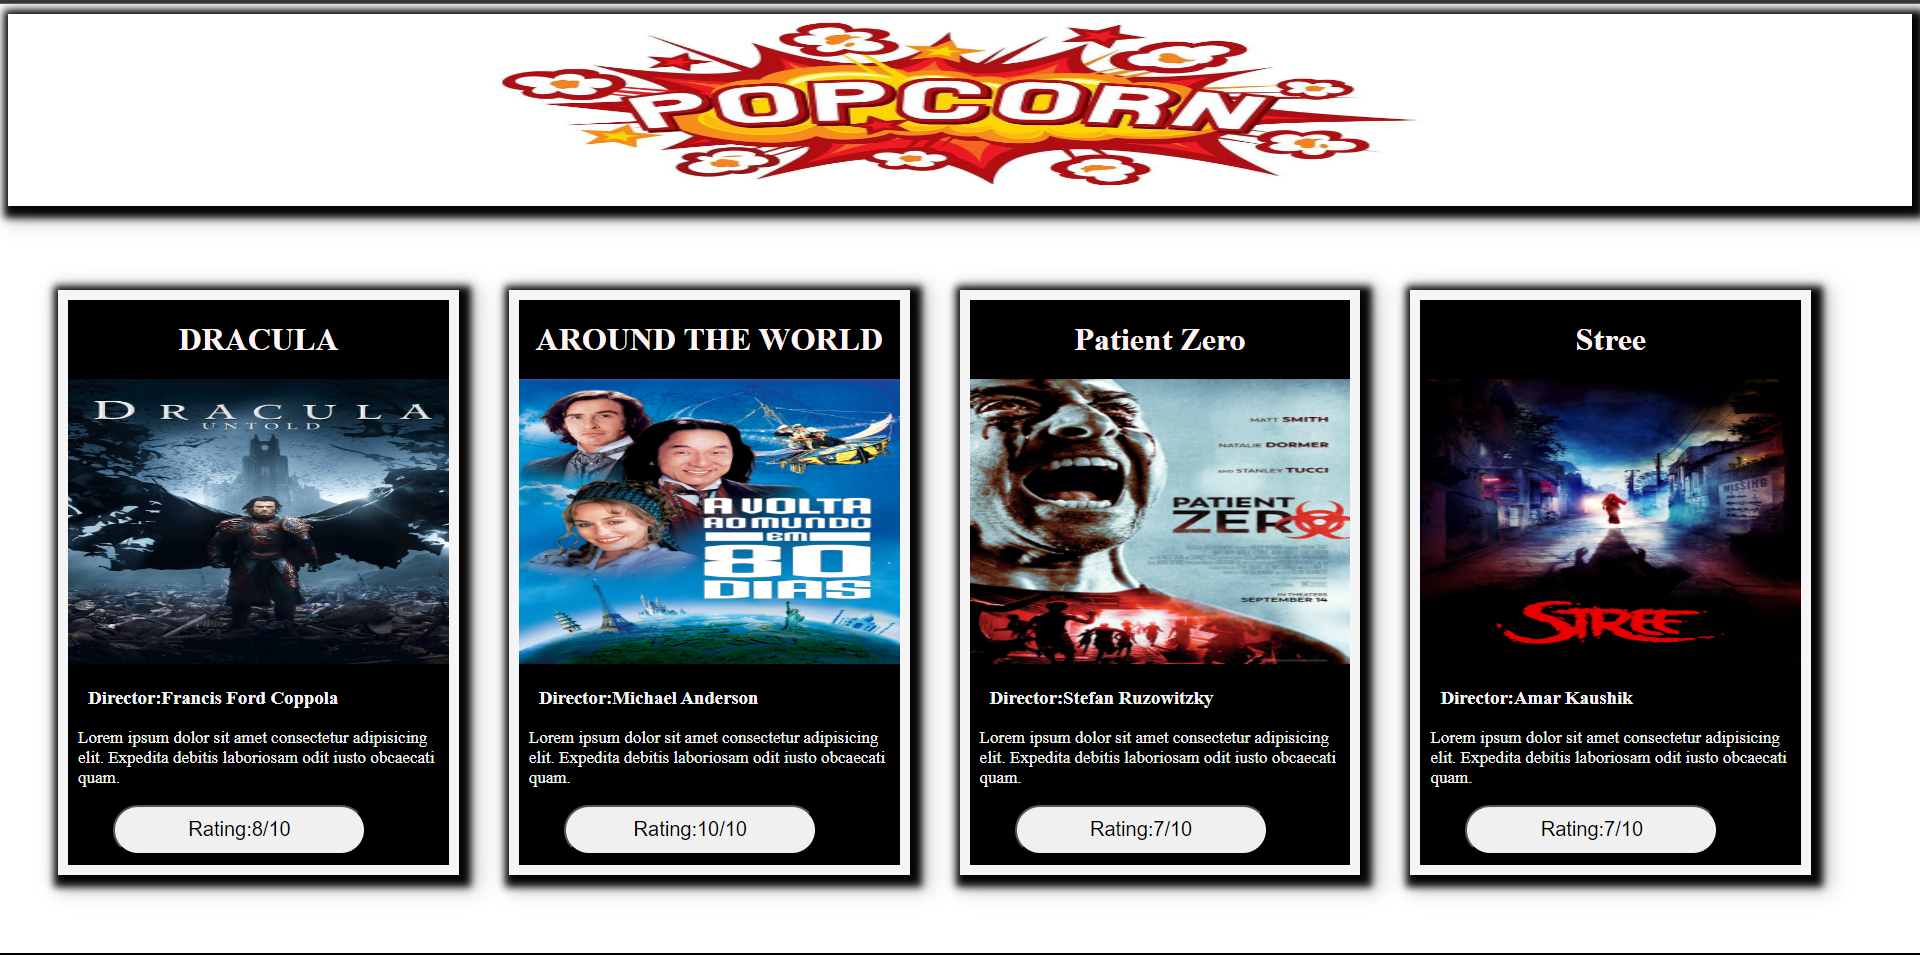 POPCORN
DRACULA
DRACULA
UNTOLD
Director:Francis Ford Coppola
Lorem ipsum dolor sit amet consectetur adipisicing
elit. Expedita debitis laboriosam odit iusto obcaecati
quam.
Rating:8/10
AROUND THE WORLD
A VOLTA
AO MUNDO
EM
80
DIAS
Director:Michael Anderson
Lorem ipsum dolor sit amet consectetur adipisicing
elit. Expedita debitis laboriosam odit iusto obcaecati
quam.
Rating:10/10
Patient Zero
MATT SMITH
NATALIE DORMER
AND STANLEY TUCCI
PATIENT
ZERO
IN THEATERS
SEPTEMBER 14
Director:Stefan Ruzowitzky
Lorem ipsum dolor sit amet consectetur adipisicing
elit. Expedita debitis laboriosam odit iusto obcaecati
quam.
Rating:7/10
Stree
MISSING
STREE
Director:Amar Kaushik
Lorem ipsum dolor sit amet consectetur adipisicing
elit. Expedita debitis laboriosam odit iusto obcaecati
quam.
Rating:7/10